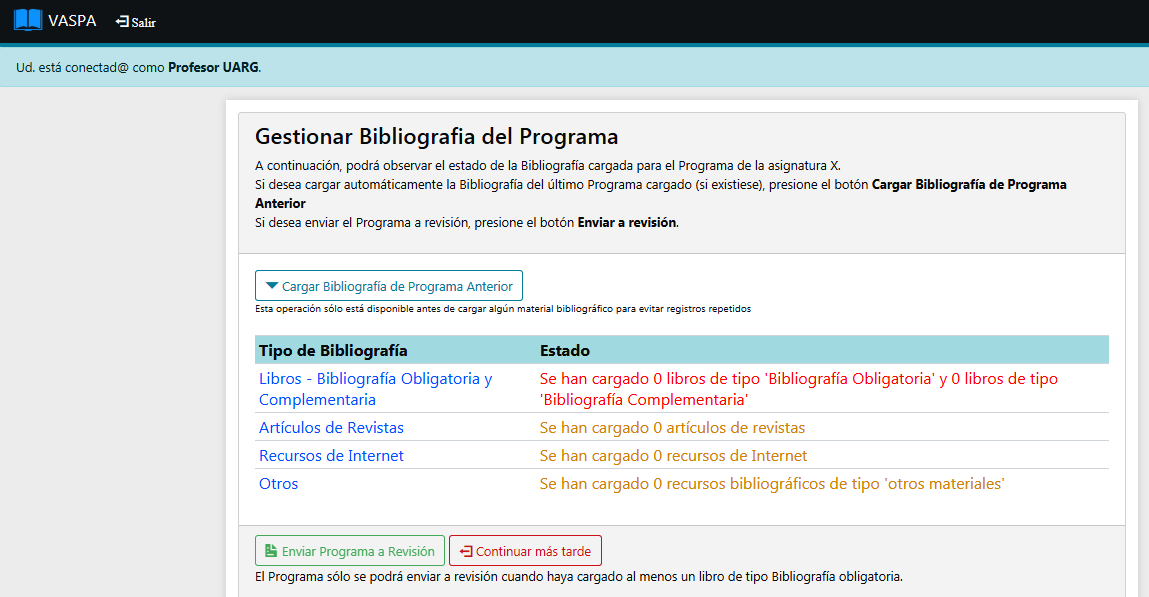 VASPA Salir
Ud. está conectad@ como Profesor UARG.
Gestionar Bibliografia del Programa
A continuación, podrá observar el estado de la Bibliografía cargada para el Programa de la asignatura X.
Si desea cargar automáticamente la Bibliografía del último Programa cargado (si existiese), presione el botón Cargar Bibliografía de Programa
Anterior
Si desea enviar el Programa a revisión, presione el botón Enviar a revisión.
Cargar Bibliografía de Programa Anterior
Esta operación sólo está disponible antes de cargar algún material bibliográfico para evitar registros repetidos
Tipo de Bibliografía Estado
Libros - Bibliografía Obligatoria y Se han cargado 0 libros de tipo 'Bibliografía Obligatoria' y 0 libros de tipo
Complementaria 'Bibliografía Complementaria'
Artículos de Revistas Se han cargado 0 artículos de revistas
Recursos de Internet Se han cargado 0 recursos de Internet
Otros Se han cargado 0 recursos bibliográficos de tipo 'otros materiales'
Enviar Programa a Revisión Continuar más tarde
El Programa sólo se podrá enviar a revisión cuando haya cargado al menos un libro de tipo Bibliografía obligatoria.